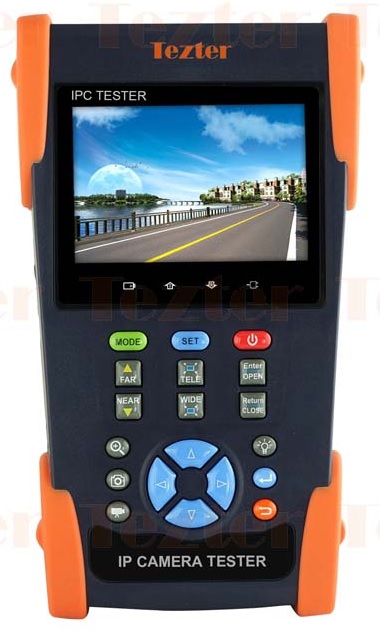 Tezter
IPC TESTER
MODE SET
FAR TELE Enter OPEN
NEAR WIDE Return CLOSE
IP CAMERA TESTER